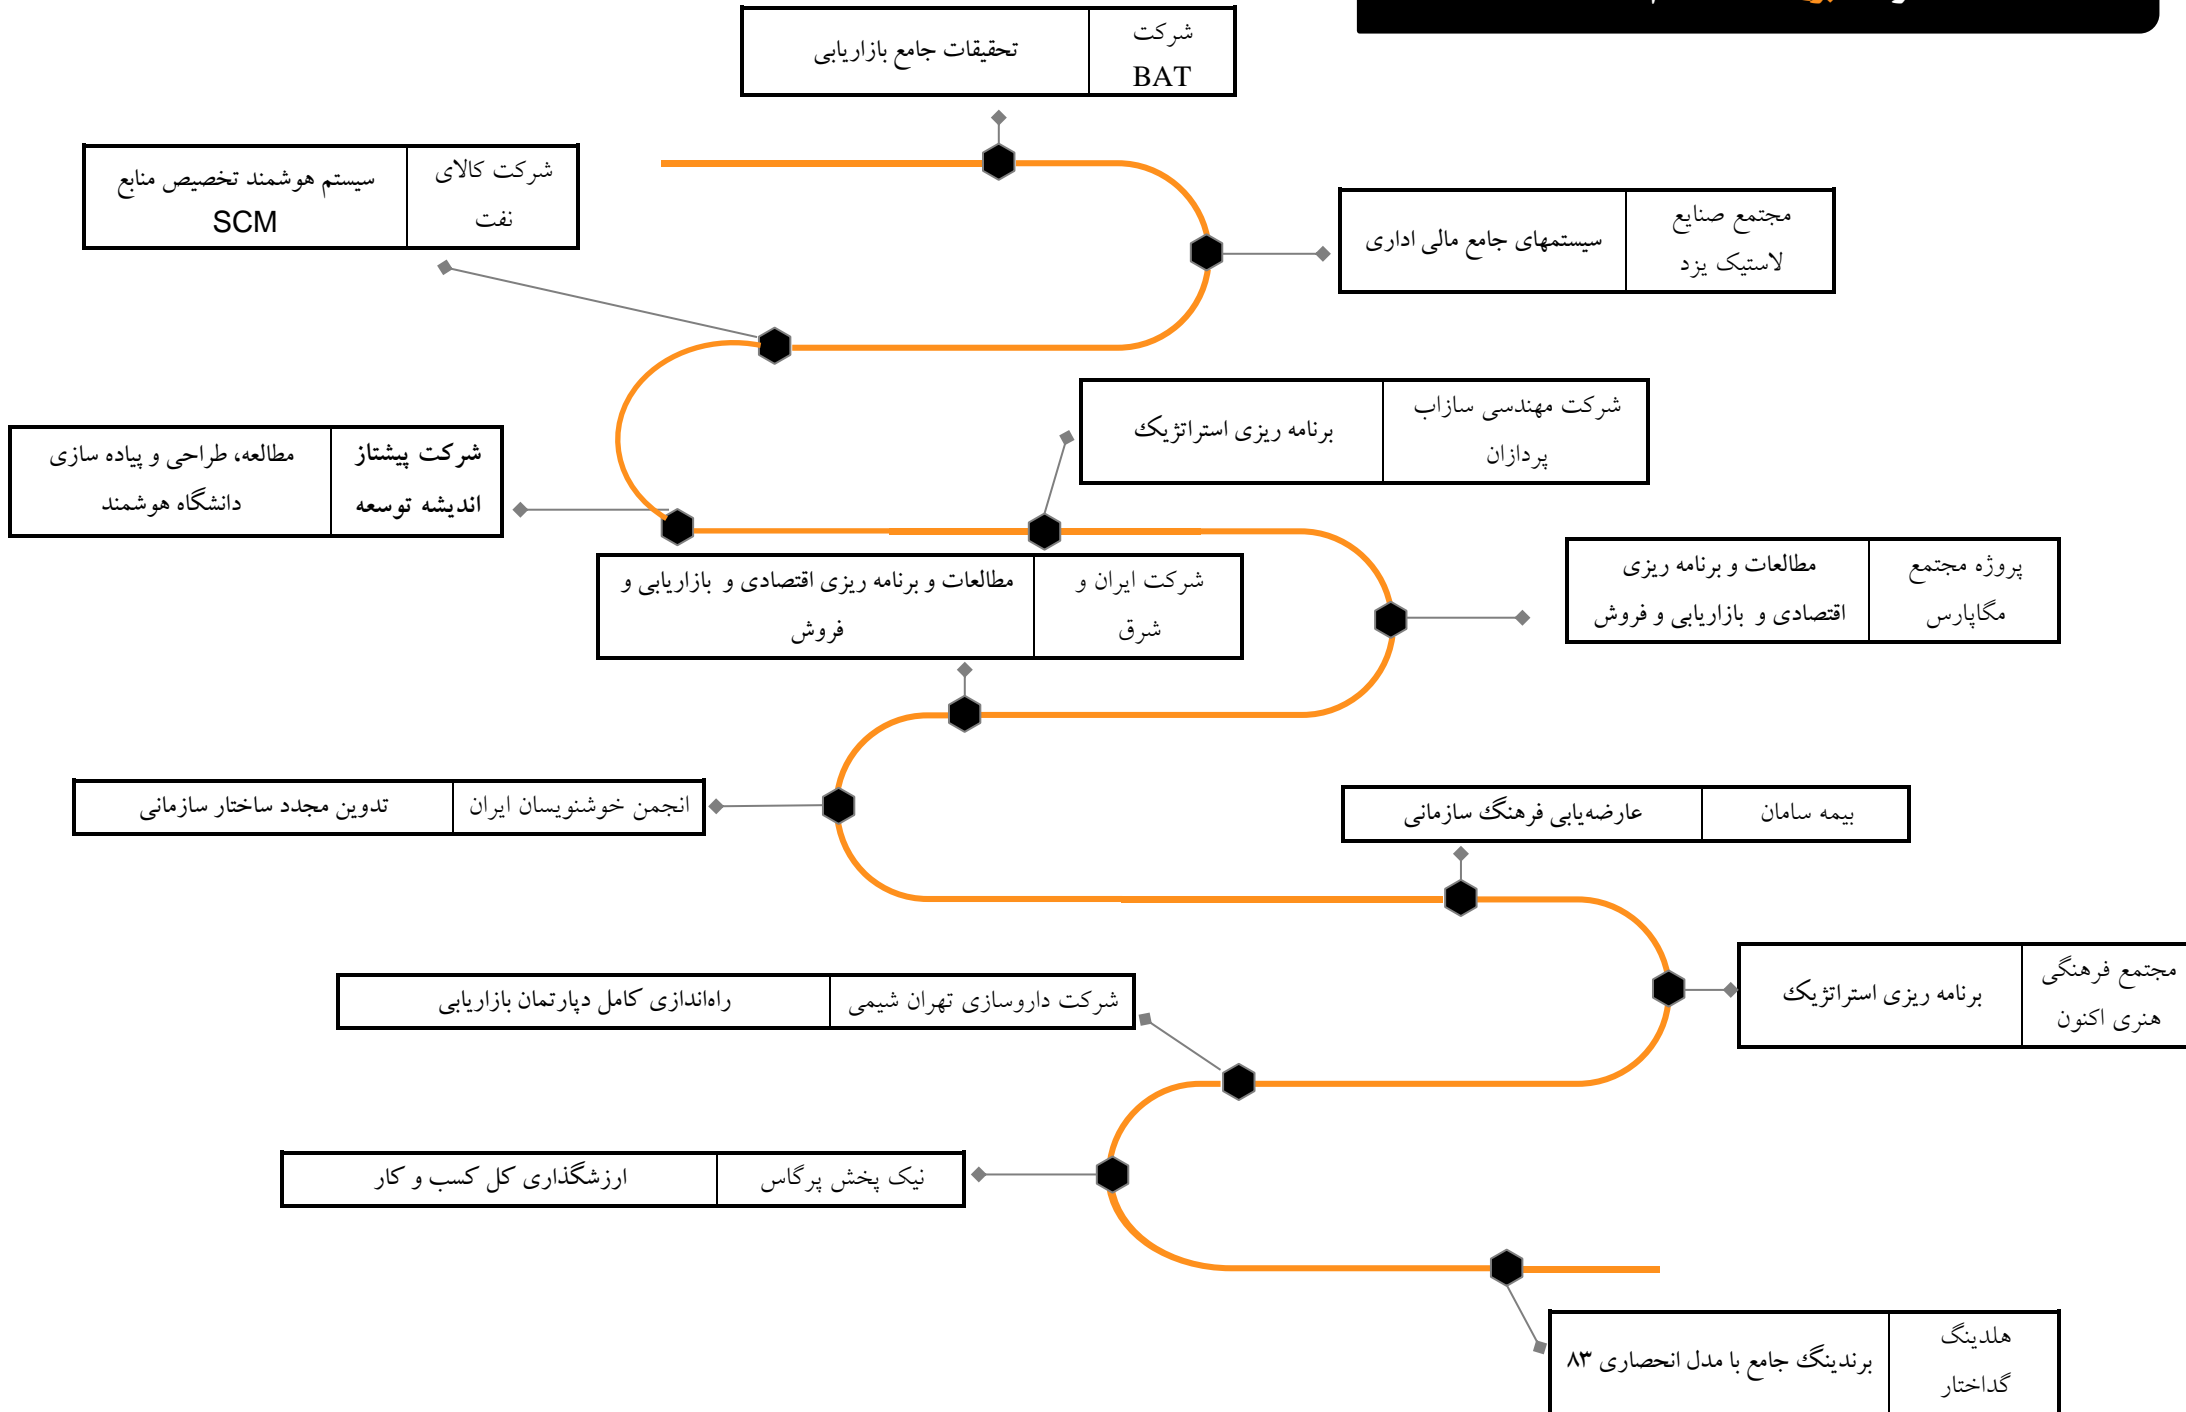 شرکت
BAT
تحقیقات جامع بازاریابی
شرکت کالای
نفت
سیستم هوشمند تخصیص منابع
SCM
مجتمع صنایع
لاستیک یزد
سیستمهای جامع مالی اداری
شرکت مهندسی سازاب
پردازان
برنامه ریزی استراتژیک
شرکت پیشتاز
اندیشه توسعه
مطالعه، طراحی و پیاده سازی
دانشگاه هوشمند
پروژه مجتمع
مگاپارس
مطالعات و برنامه ریزی
اقتصادی و بازاریابی و فروش
شرکت ایران و
شرق
مطالعات و برنامه ریزی اقتصادی و بازاریابی و
فروش
انجمن خوشنویسان ایران
تدوین مجدد ساختار سازمانی
بیمه سامان
عارضه‌یابی فرهنگ سازمانی
مجتمع فرهنگی
هنری اکنون
برنامه ریزی استراتژیک
شرکت داروسازی تهران شیمی
راه‌اندازی کامل دپارتمان بازاریابی
نیک پخش پرگاس
ارزشگذاری کل کسب و کار
هلدینگ
گداختار
برندینگ جامع با مدل انحصاری ۸۳